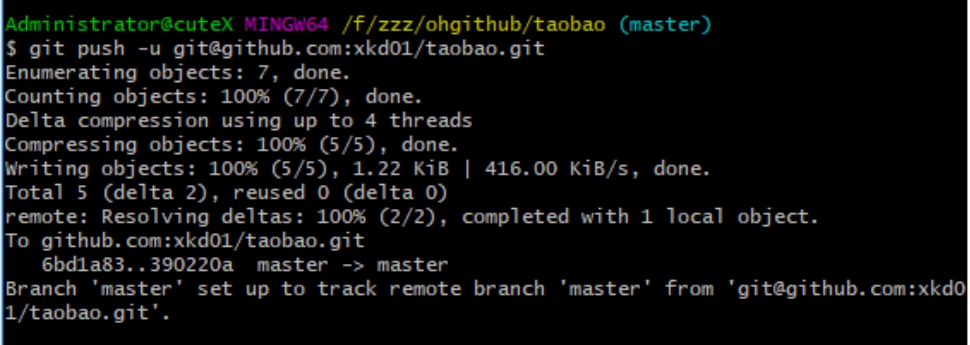 Administrator@cuteX MINGW64 /f/zzz/ohgithub/taobao (master)
$ git push -u git@github.com:xkd01/taobao.git
Enumerating objects: 7, done.
Counting objects: 100% (7/7), done.
Delta compression using up to 4 threads
Compressing objects: 100% (5/5), done.
Writing objects: 100% (5/5), 1.22 KiB | 416.00 KiB/s, done.
Total 5 (delta 2), reused 0 (delta 0)
remote: Resolving deltas: 100% (2/2), completed with 1 local object.
To github.com:xkd01/taobao.git
   6bd1a83..390220a  master -> master
Branch 'master' set up to track remote branch 'master' from 'git@github.com:xkd0
1/taobao.git'.